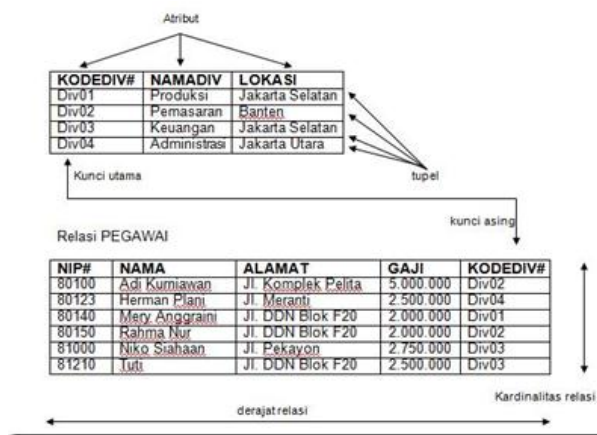 Atribut
KODEDIV# NAMADIV LOKASI
Div01 Produksi Jakarta Selatan
Div02 Pemasaran Banten
Div03 Keuangan Jakarta Selatan
Div04 Administrasi Jakarta Utara
Kunci utama tupel
kunci asing
Relasi PEGAWAI
NIP# NAMA ALAMAT GAJI KODEDIV#
80100 Adi Kurniawan Jl. Komplek Pelita 5.000.000 Div02
80123 Herman Plani Jl. Meranti 2.500.000 Div04
80140 Mery Anggraini Jl. DDN Blok F20 2.000.000 Div01
80150 Rahma Nur Jl. DDN Blok F20 2.000.000 Div02
81000 Niko Siahaan Jl. Pekayon 2.750.000 Div03
81210 Tuti Jl. DDN Blok F20 2.500.000 Div03
Kardinalitas relasi
derajat relasi